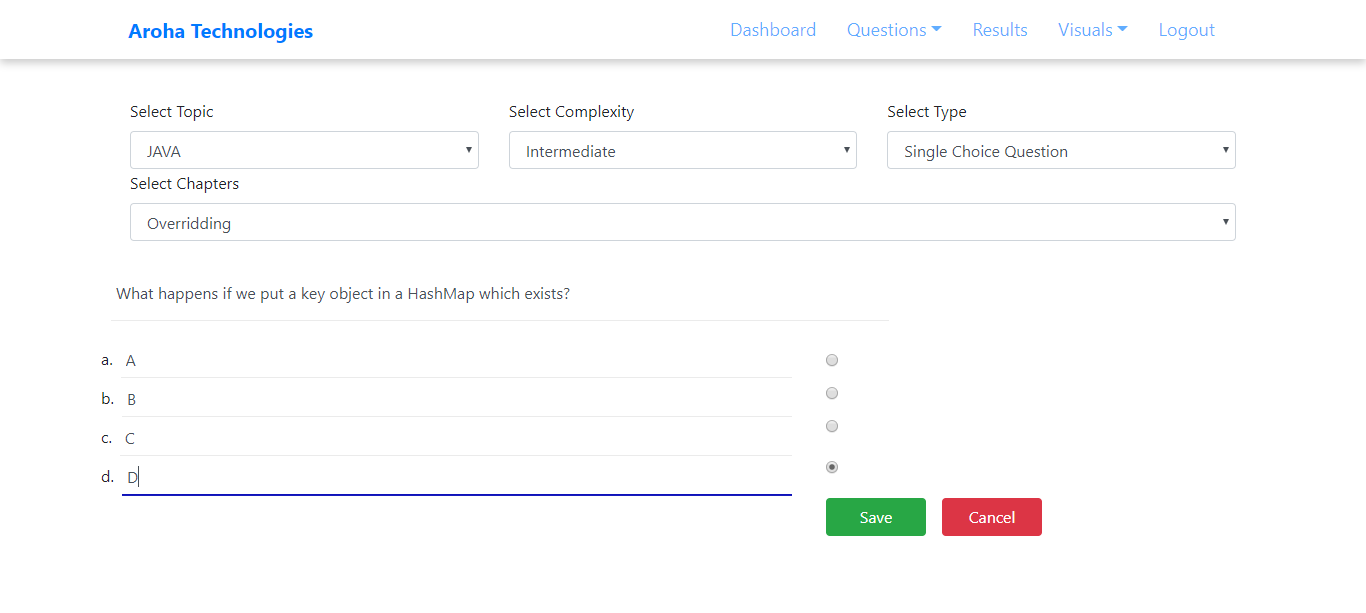 Aroha Technologies Dashboard Questions Results Visuals Logout
Select Topic Select Complexity Select Type
JAVA Intermediate Single Choice Question
Select Chapters
Overridding
What happens if we put a key object in a HashMap which exists?
a. A
b. B
c. C
d. D
Save Cancel